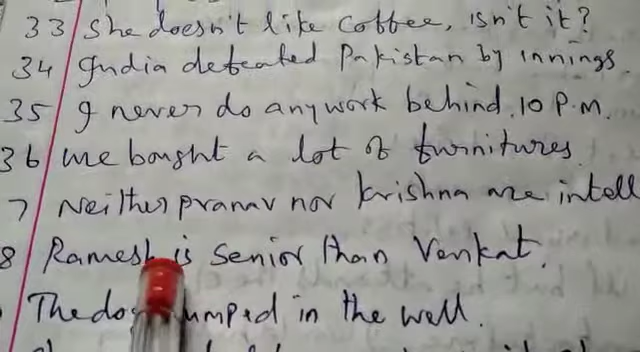 33 She doesn't like coffee, isn't it?
34 India defeated Pakistan by innings.
35 I never do any work behind 10 P.M.
36 we bought a lot of furnitures.
7 Neither pranav nor krishna are intell
8 Ramesh is senior than Venkat.
The do umped in the well.